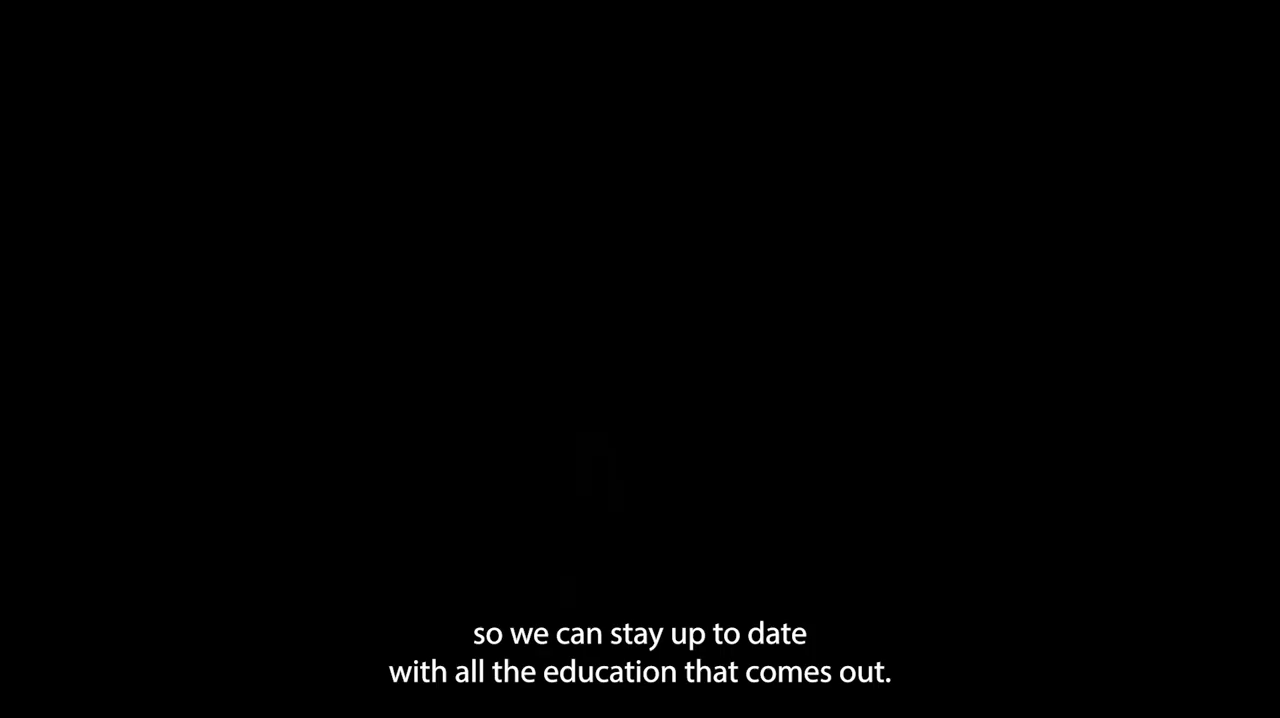 so we can stay up to date
with all the education that comes out.